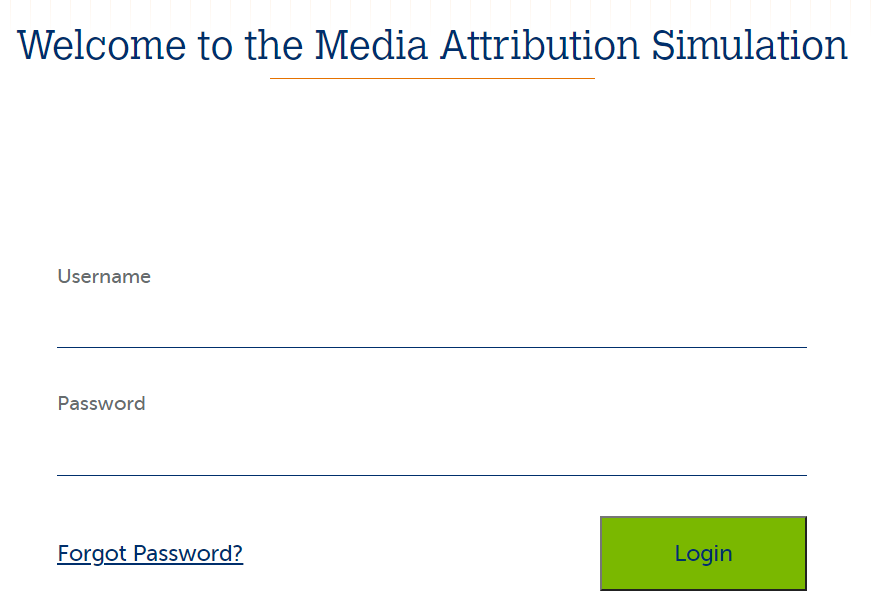 Welcome to the Media Attribution Simulation
Username
Password
Forgot Password?
Login